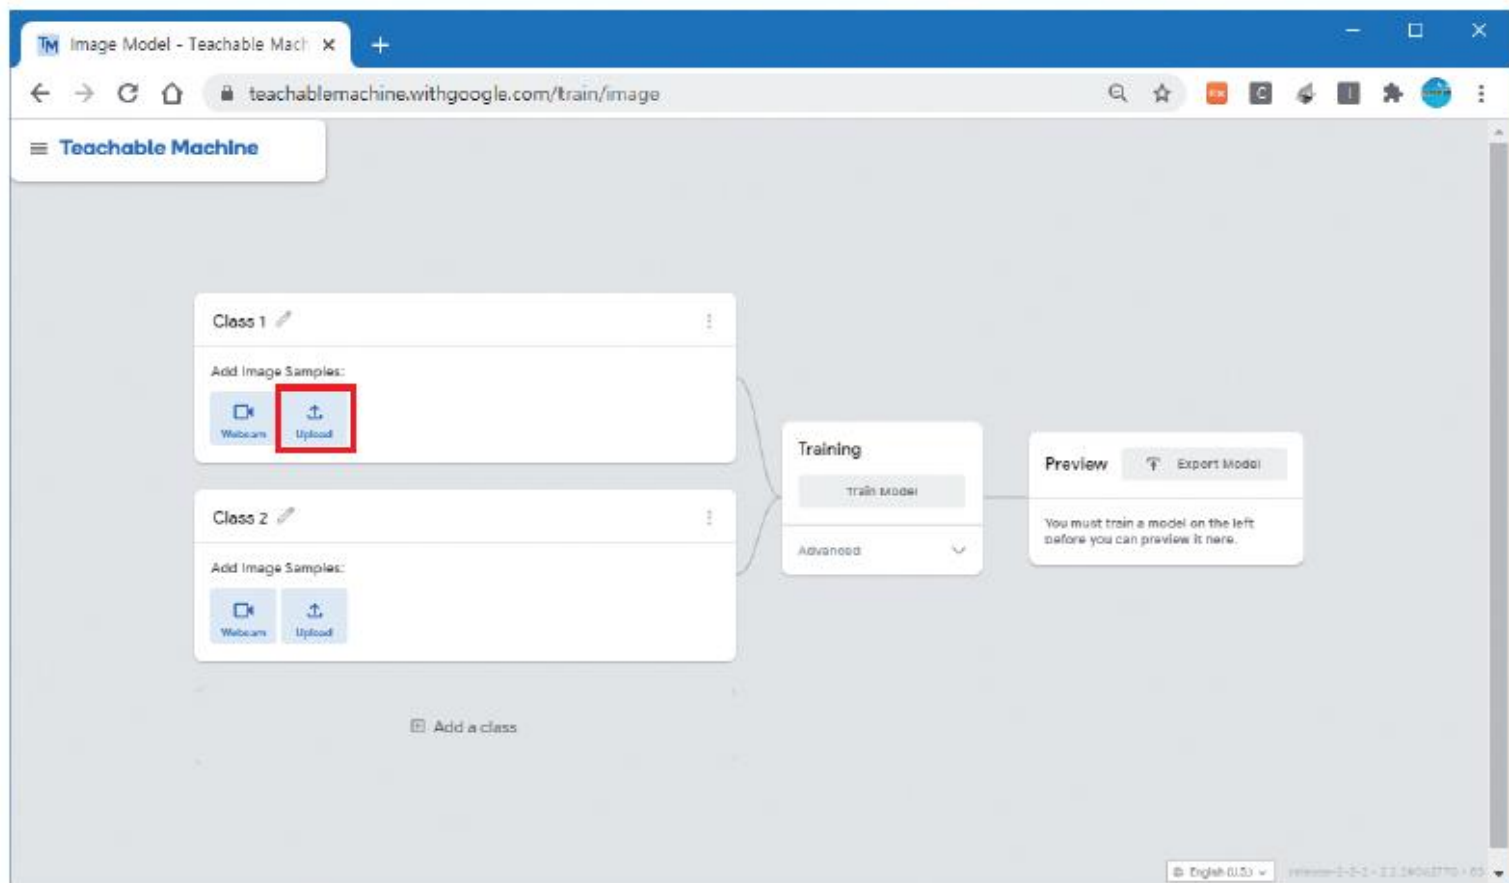 Image Model - Teachable Mach
teachablemachine.withgoogle.com/train/image
Teachable Machine
Class 1
Add Image Samples:
Webcam
Upload
Class 2
Add Image Samples:
Webcam
Upload
Add a class
Training
Train Model
Advanced
Preview
Export Model
You must train a model on the left
before you can preview it here.
English (U.S.)